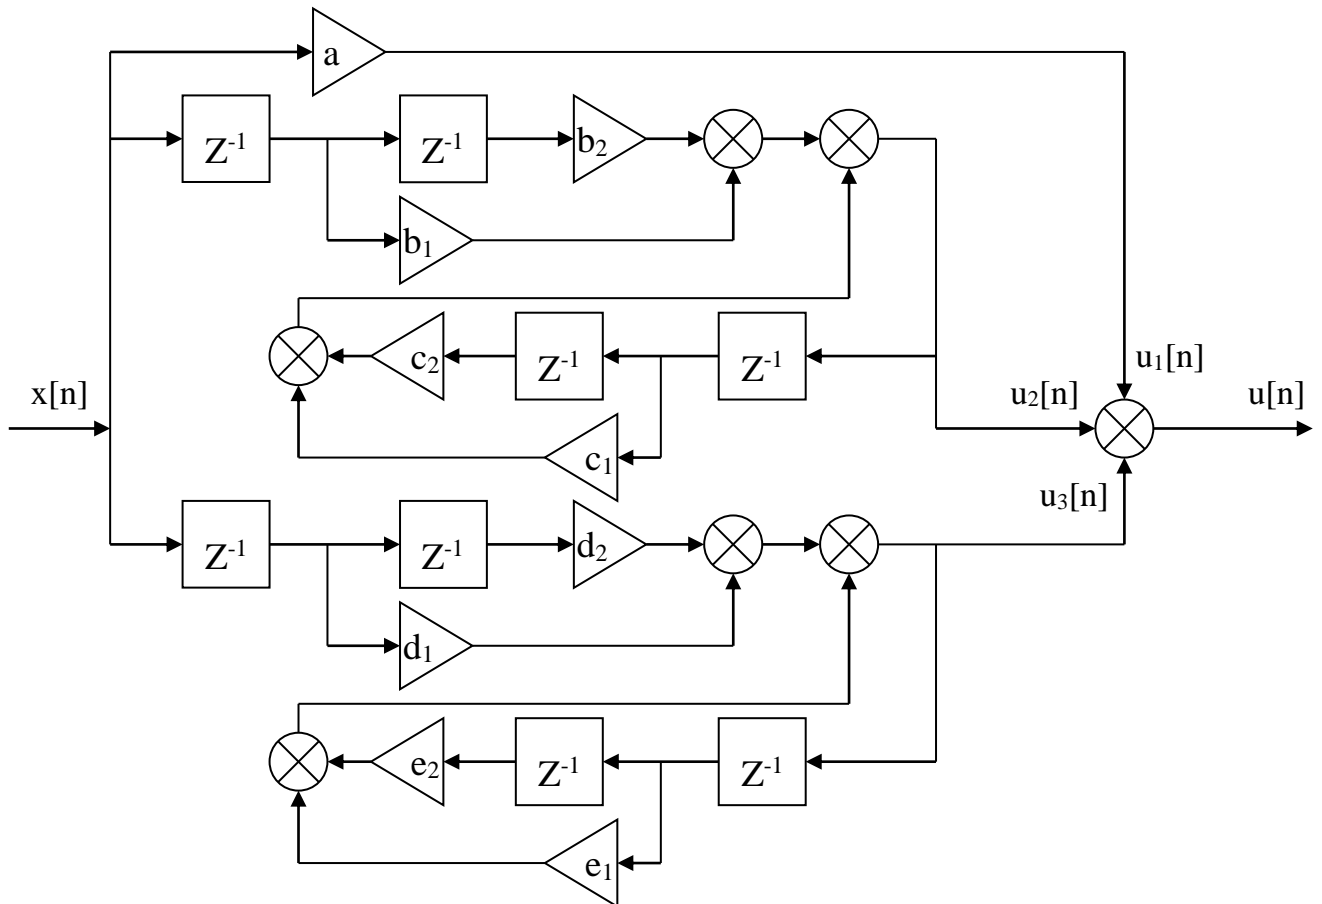 a
Z⁻¹
Z⁻¹
b₂
b₁
c₂
Z⁻¹
Z⁻¹
u₁[n]
x[n]
u₂[n]
u[n]
c₁
u₃[n]
Z⁻¹
Z⁻¹
d₂
d₁
e₂
Z⁻¹
Z⁻¹
e₁